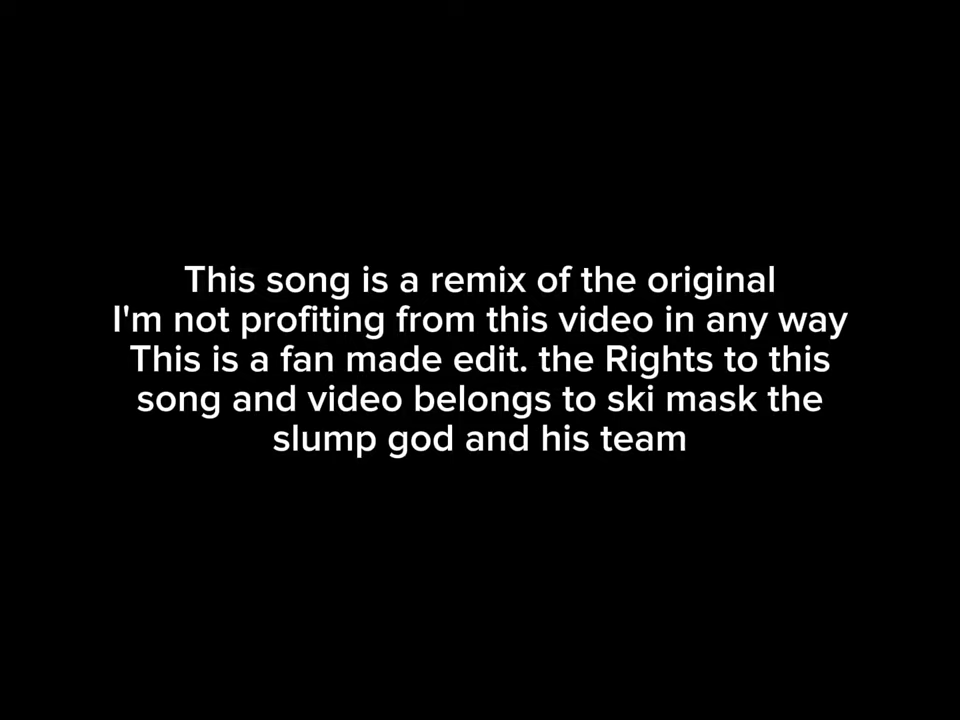 This song is a remix of the original
I'm not profiting from this video in any way
This is a fan made edit. the Rights to this
song and video belongs to ski mask the
slump god and his team